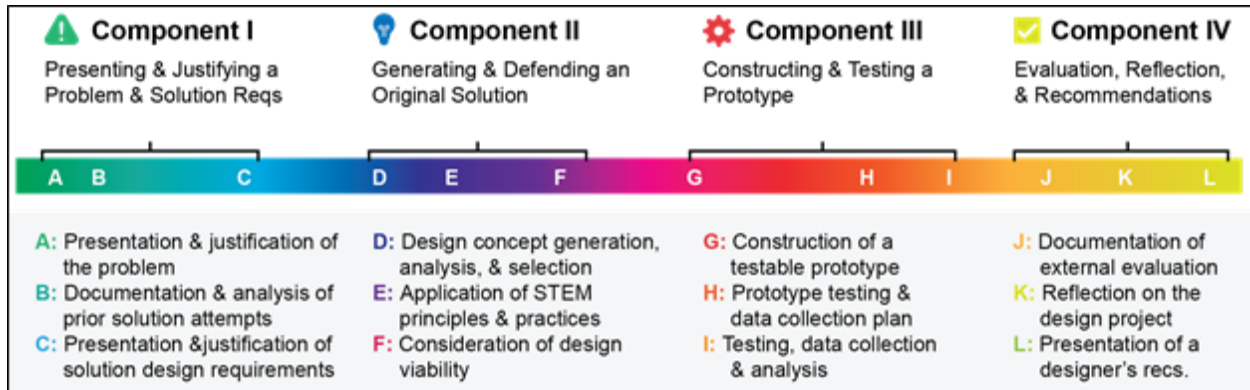 Component I
Presenting & Justifying a
Problem & Solution Reqs
Component II
Generating & Defending an
Original Solution
Component III
Constructing & Testing a
Prototype
Component IV
Evaluation, Reflection,
& Recommendations
A B C D E F G H I J K L
A: Presentation & justification of
the problem
B: Documentation & analysis of
prior solution attempts
C: Presentation &justification of
solution design requirements
D: Design concept generation,
analysis, & selection
E: Application of STEM
principles & practices
F: Consideration of design
viability
G: Construction of a
testable prototype
H: Prototype testing &
data collection plan
I: Testing, data collection
& analysis
J: Documentation of
external evaluation
K: Reflection on the
design project
L: Presentation of a
designer's recs.